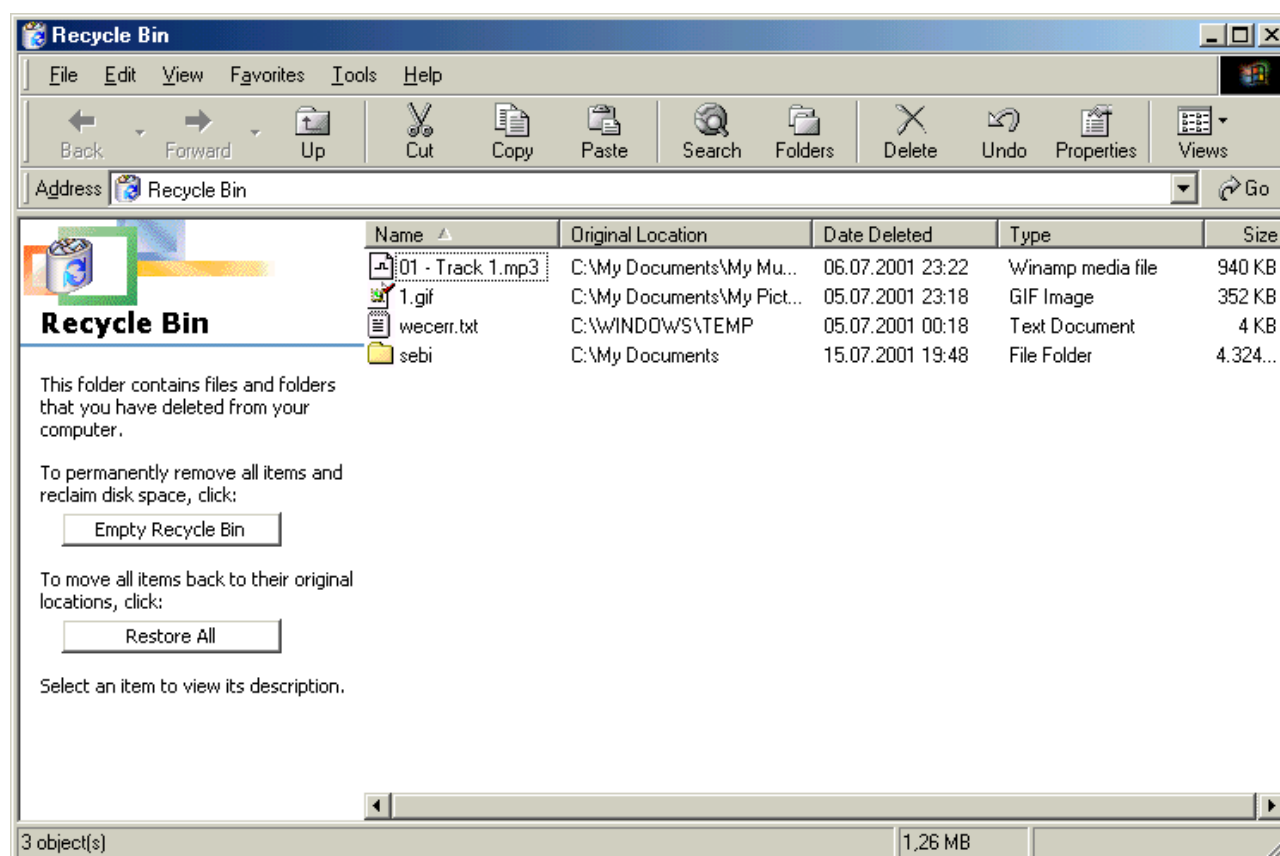 Recycle Bin
File Edit View Favorites Tools Help
Back Forward Up Cut Copy Paste Search Folders Delete Undo Properties Views
Address Recycle Bin Go
Name Original Location Date Deleted Type Size
01 - Track 1.mp3 C:\My Documents\My Mu... 06.07.2001 23:22 Winamp media file 940 KB
1.gif C:\My Documents\My Pict... 05.07.2001 23:18 GIF Image 352 KB
wecerr.txt C:\WINDOWS\TEMP 05.07.2001 00:18 Text Document 4 KB
sebi C:\My Documents 15.07.2001 19:48 File Folder 4.324...
Recycle Bin
This folder contains files and folders
that you have deleted from your
computer.
To permanently remove all items and
reclaim disk space, click:
Empty Recycle Bin
To move all items back to their original
locations, click:
Restore All
Select an item to view its description.
3 object(s) 1,26 MB